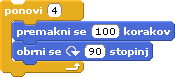 ponovi 4
premakni se 100 korakov
obrni se 90 stopinj